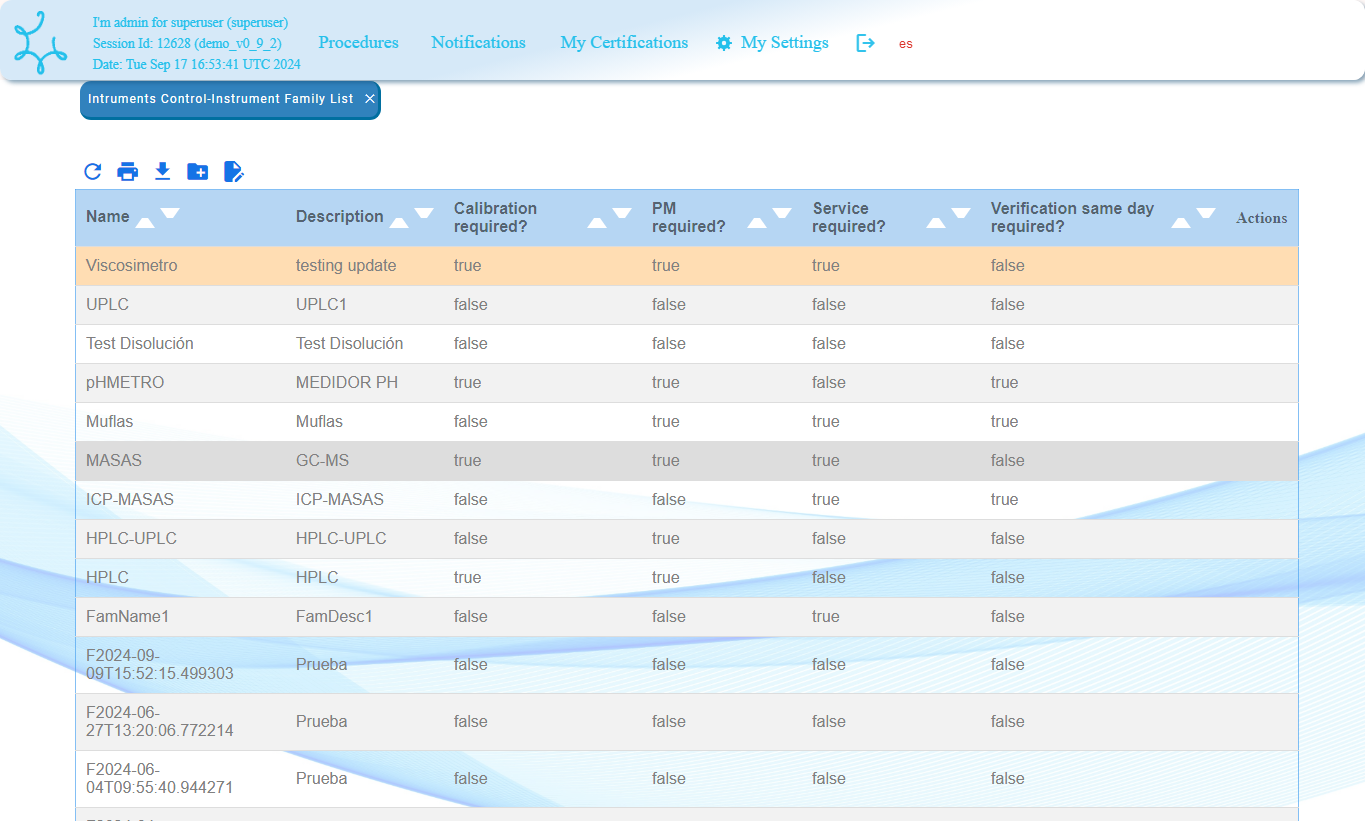 I'm admin for superuser (superuser)
Session Id: 12628 (demo_v0_9_2)
Date: Tue Sep 17 16:53:41 UTC 2024
Procedures Notifications My Certifications My Settings es
Intruments Control-Instrument Family List ×
Name Description Calibration required? PM required? Service required? Verification same day required? Actions
Viscosimetro testing update true true true false
UPLC UPLC1 false false false false
Test Disolución Test Disolución false false false false
pHMETRO MEDIDOR PH true true false true
Muflas Muflas false true true true
MASAS GC-MS true true true false
ICP-MASAS ICP-MASAS false false true true
HPLC-UPLC HPLC-UPLC false true false false
HPLC HPLC true true false false
FamName1 FamDesc1 false false true false
F2024-09-
09T15:52:15.499303 Prueba false false false false
F2024-06-
27T13:20:06.772214 Prueba false false false false
F2024-06-
04T09:55:40.944271 Prueba false false false false